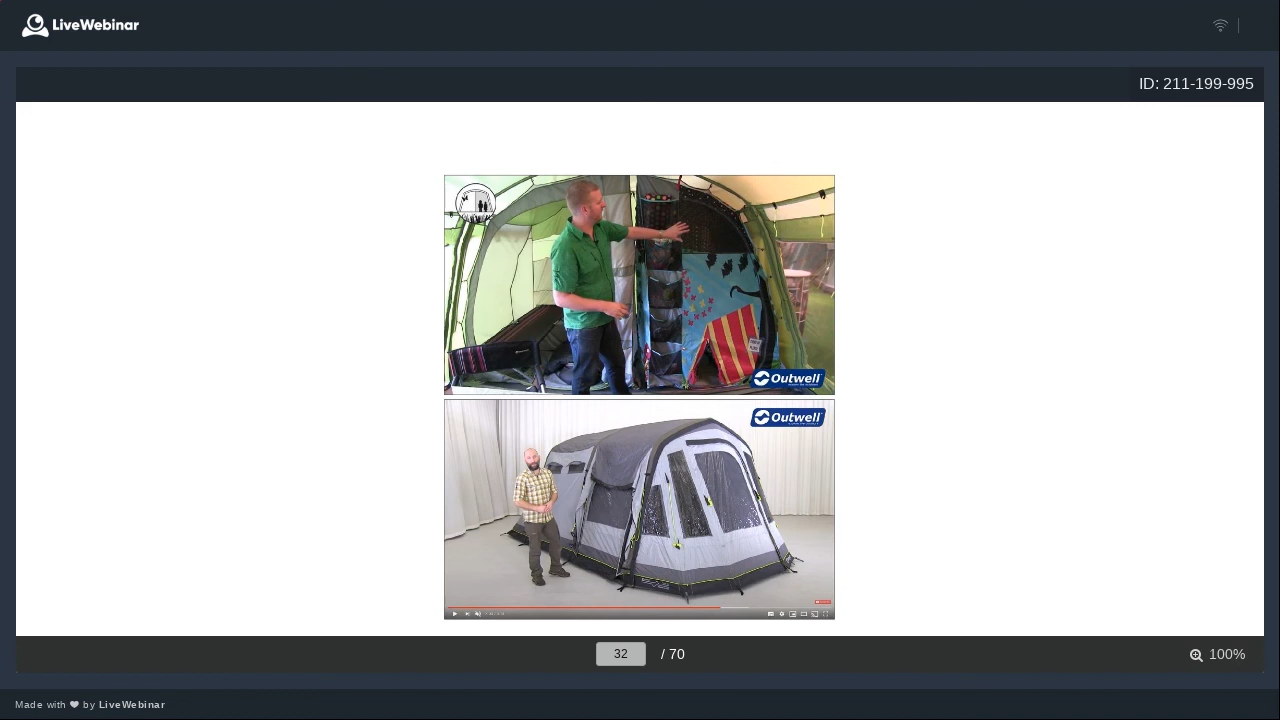 LiveWebinar
ID: 211-199-995
Outwell
Outwell
32 / 70
100%
Made with ❤ by LiveWebinar